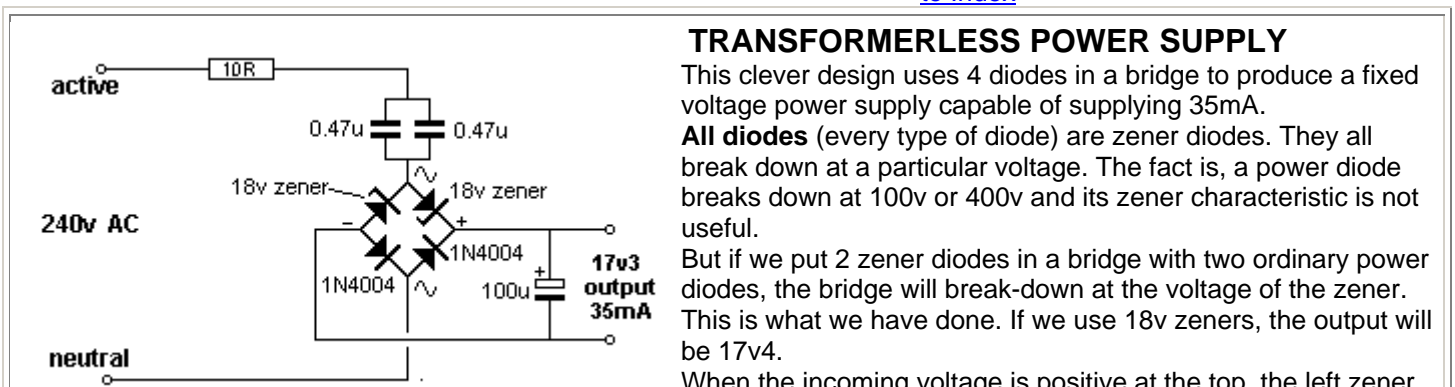 to Index
TRANSFORMERLESS POWER SUPPLY
This clever design uses 4 diodes in a bridge to produce a fixed
voltage power supply capable of supplying 35mA.
All diodes (every type of diode) are zener diodes. They all
break down at a particular voltage. The fact is, a power diode
breaks down at 100v or 400v and its zener characteristic is not
useful.
But if we put 2 zener diodes in a bridge with two ordinary power
diodes, the bridge will break-down at the voltage of the zener.
This is what we have done. If we use 18v zeners, the output will
be 17v4.
When the incoming voltage is positive at the top, the left zener
active
10R
0.47u
0.47u
18v zener
18v zener
240v AC
–
+
1N4004
1N4004
+
100u
17v3
output
35mA
neutral